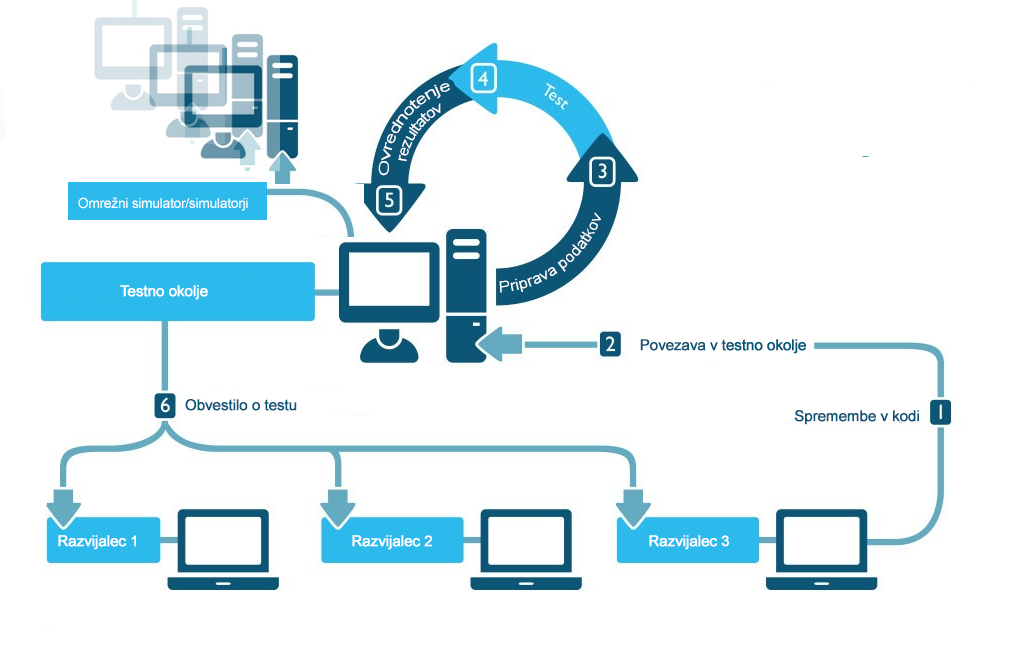 4
Test
Ovrednotenje
rezultatov
3
5
Omrežni simulator/simulatorji
Priprava podatkov
Testno okolje
2
Povezava v testno okolje
6
Obvestilo o testu
Spremembe v kodi
1
Razvijalec 1
Razvijalec 2
Razvijalec 3